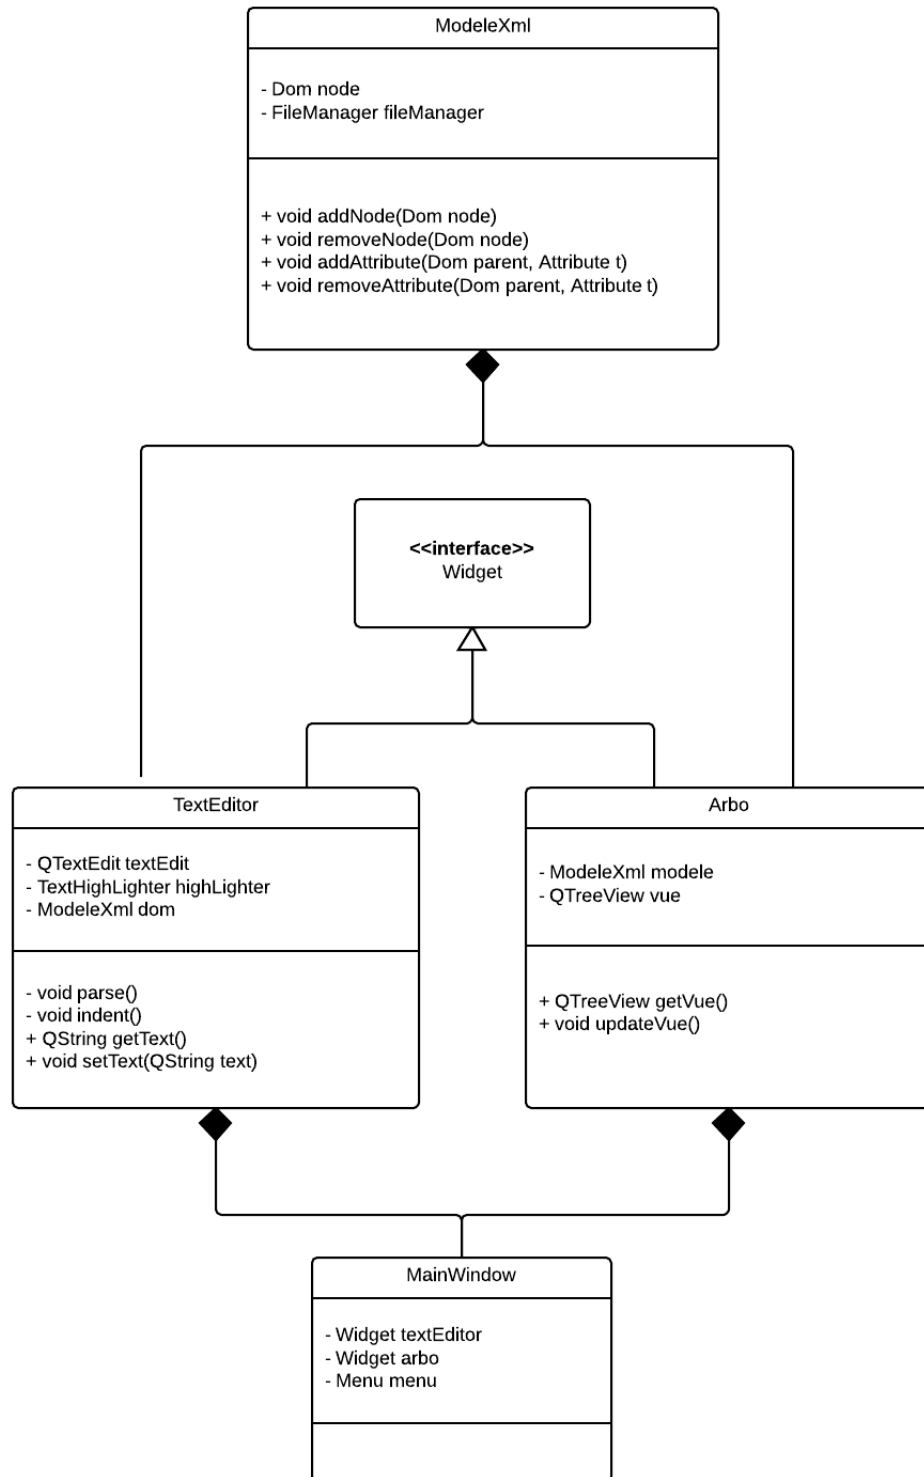 ModeleXml
- Dom node
- FileManager fileManager
+ void addNode(Dom node)
+ void removeNode(Dom node)
+ void addAttribute(Dom parent, Attribute t)
+ void removeAttribute(Dom parent, Attribute t)
<<interface>>
Widget
TextEditor
- QTextEdit textEdit
- TextHighLighter highLighter
- ModeleXml dom
- void parse()
- void indent()
+ QString getText()
+ void setText(QString text)
Arbo
- ModeleXml modele
- QTreeView vue
+ QTreeView getVue()
+ void updateVue()
MainWindow
- Widget textEditor
- Widget arbo
- Menu menu